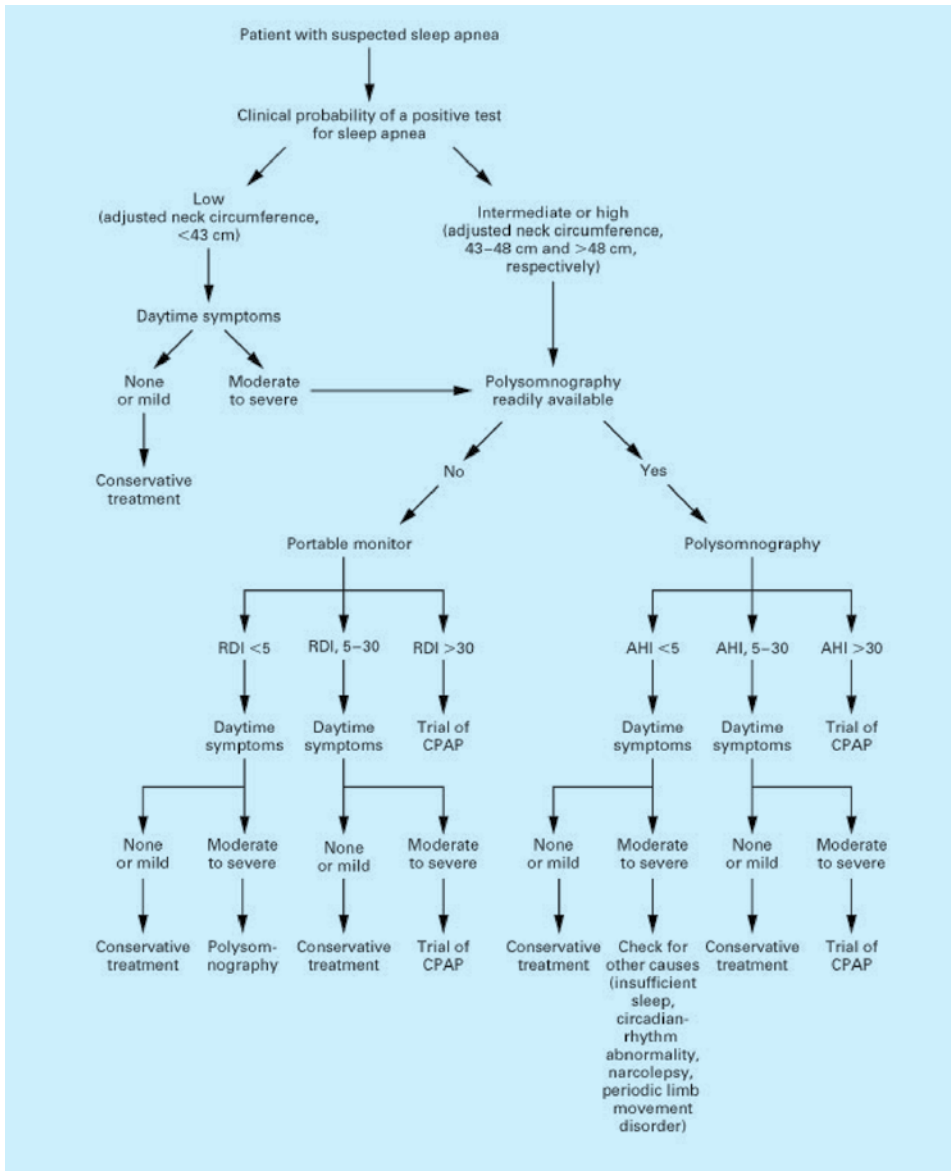 Patient with suspected sleep apnea
Clinical probability of a positive test
for sleep apnea
Low
(adjusted neck circumference,
<43 cm)
Intermediate or high
(adjusted neck circumference,
43–48 cm and >48 cm,
respectively)
Daytime symptoms
None
or mild
Moderate
to severe
Polysomnography
readily available
Conservative
treatment
No
Yes
Portable monitor
Polysomnography
RDI <5
RDI, 5–30
RDI >30
AHI <5
AHI, 5–30
AHI >30
Daytime
symptoms
Daytime
symptoms
Trial of
CPAP
Daytime
symptoms
Daytime
symptoms
Trial of
CPAP
None
or mild
Moderate
to severe
None
or mild
Moderate
to severe
None
or mild
Moderate
to severe
None
or mild
Moderate
to severe
Conservative
treatment
Polysom-
nography
Conservative
treatment
Trial of
CPAP
Conservative
treatment
Check for
other causes
(insufficient
sleep,
circadian-
rhythm
abnormality,
narcolepsy,
periodic limb
movement
disorder)
Conservative
treatment
Trial of
CPAP